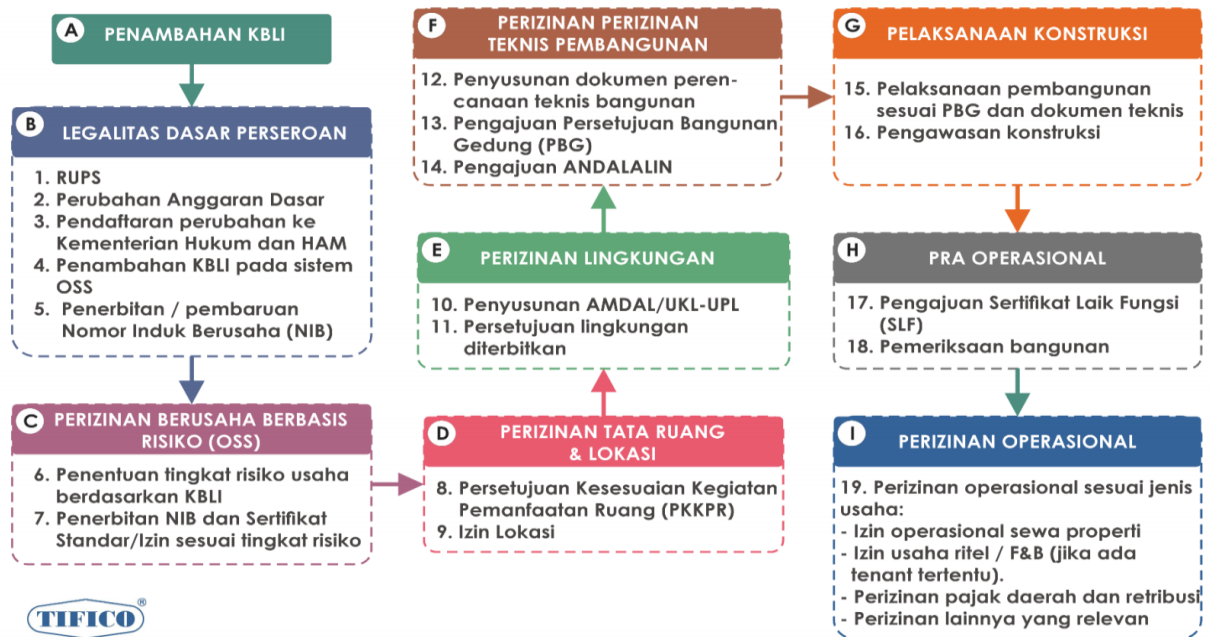 A
PENAMBAHAN KBLI
B
LEGALITAS DASAR PERSEROAN
1. RUPS
2. Perubahan Anggaran Dasar
3. Pendaftaran perubahan ke
Kementerian Hukum dan HAM
4. Penambahan KBLI pada sistem
OSS
5. Penerbitan / pembaruan
Nomor Induk Berusaha (NIB)
C
PERIZINAN BERUSAHA BERBASIS
RISIKO (OSS)
6. Penentuan tingkat risiko usaha
berdasarkan KBLI
7. Penerbitan NIB dan Sertifikat
Standar/Izin sesuai tingkat risiko
D
PERIZINAN TATA RUANG
& LOKASI
8. Persetujuan Kesesuaian Kegiatan
Pemanfaatan Ruang (PKKPR)
9. Izin Lokasi
E
PERIZINAN LINGKUNGAN
10. Penyusunan AMDAL/UKL-UPL
11. Persetujuan lingkungan
diterbitkan
F
PERIZINAN PERIZINAN
TEKNIS PEMBANGUNAN
12. Penyusunan dokumen peren-
canaan teknis bangunan
13. Pengajuan Persetujuan Bangunan
Gedung (PBG)
14. Pengajuan ANDALALIN
G
PELAKSANAAN KONSTRUKSI
15. Pelaksanaan pembangunan
sesuai PBG dan dokumen teknis
16. Pengawasan konstruksi
H
PRA OPERASIONAL
17. Pengajuan Sertifikat Laik Fungsi
(SLF)
18. Pemeriksaan bangunan
I
PERIZINAN OPERASIONAL
19. Perizinan operasional sesuai jenis
usaha:
- Izin operasional sewa properti
- Izin usaha ritel / F&B (jika ada
tenant tertentu).
- Perizinan pajak daerah dan retribusi
- Perizinan lainnya yang relevan
TIFICO®